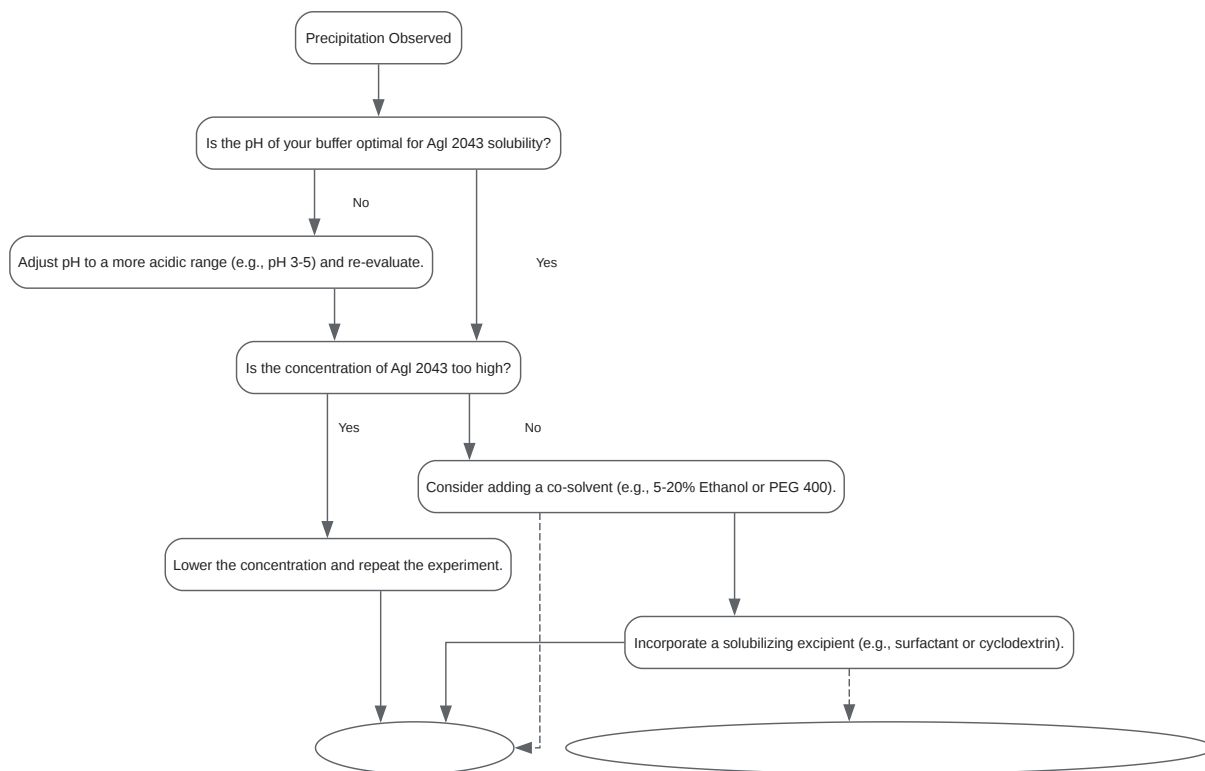 Precipitation Observed
Is the pH of your buffer optimal for Agl 2043 solubility?
No
Adjust pH to a more acidic range (e.g., pH 3-5) and re-evaluate.
Yes
Is the concentration of Agl 2043 too high?
Yes
No
Consider adding a co-solvent (e.g., 5-20% Ethanol or PEG 400).
Lower the concentration and repeat the experiment.
Incorporate a solubilizing excipient (e.g., surfactant or cyclodextrin).